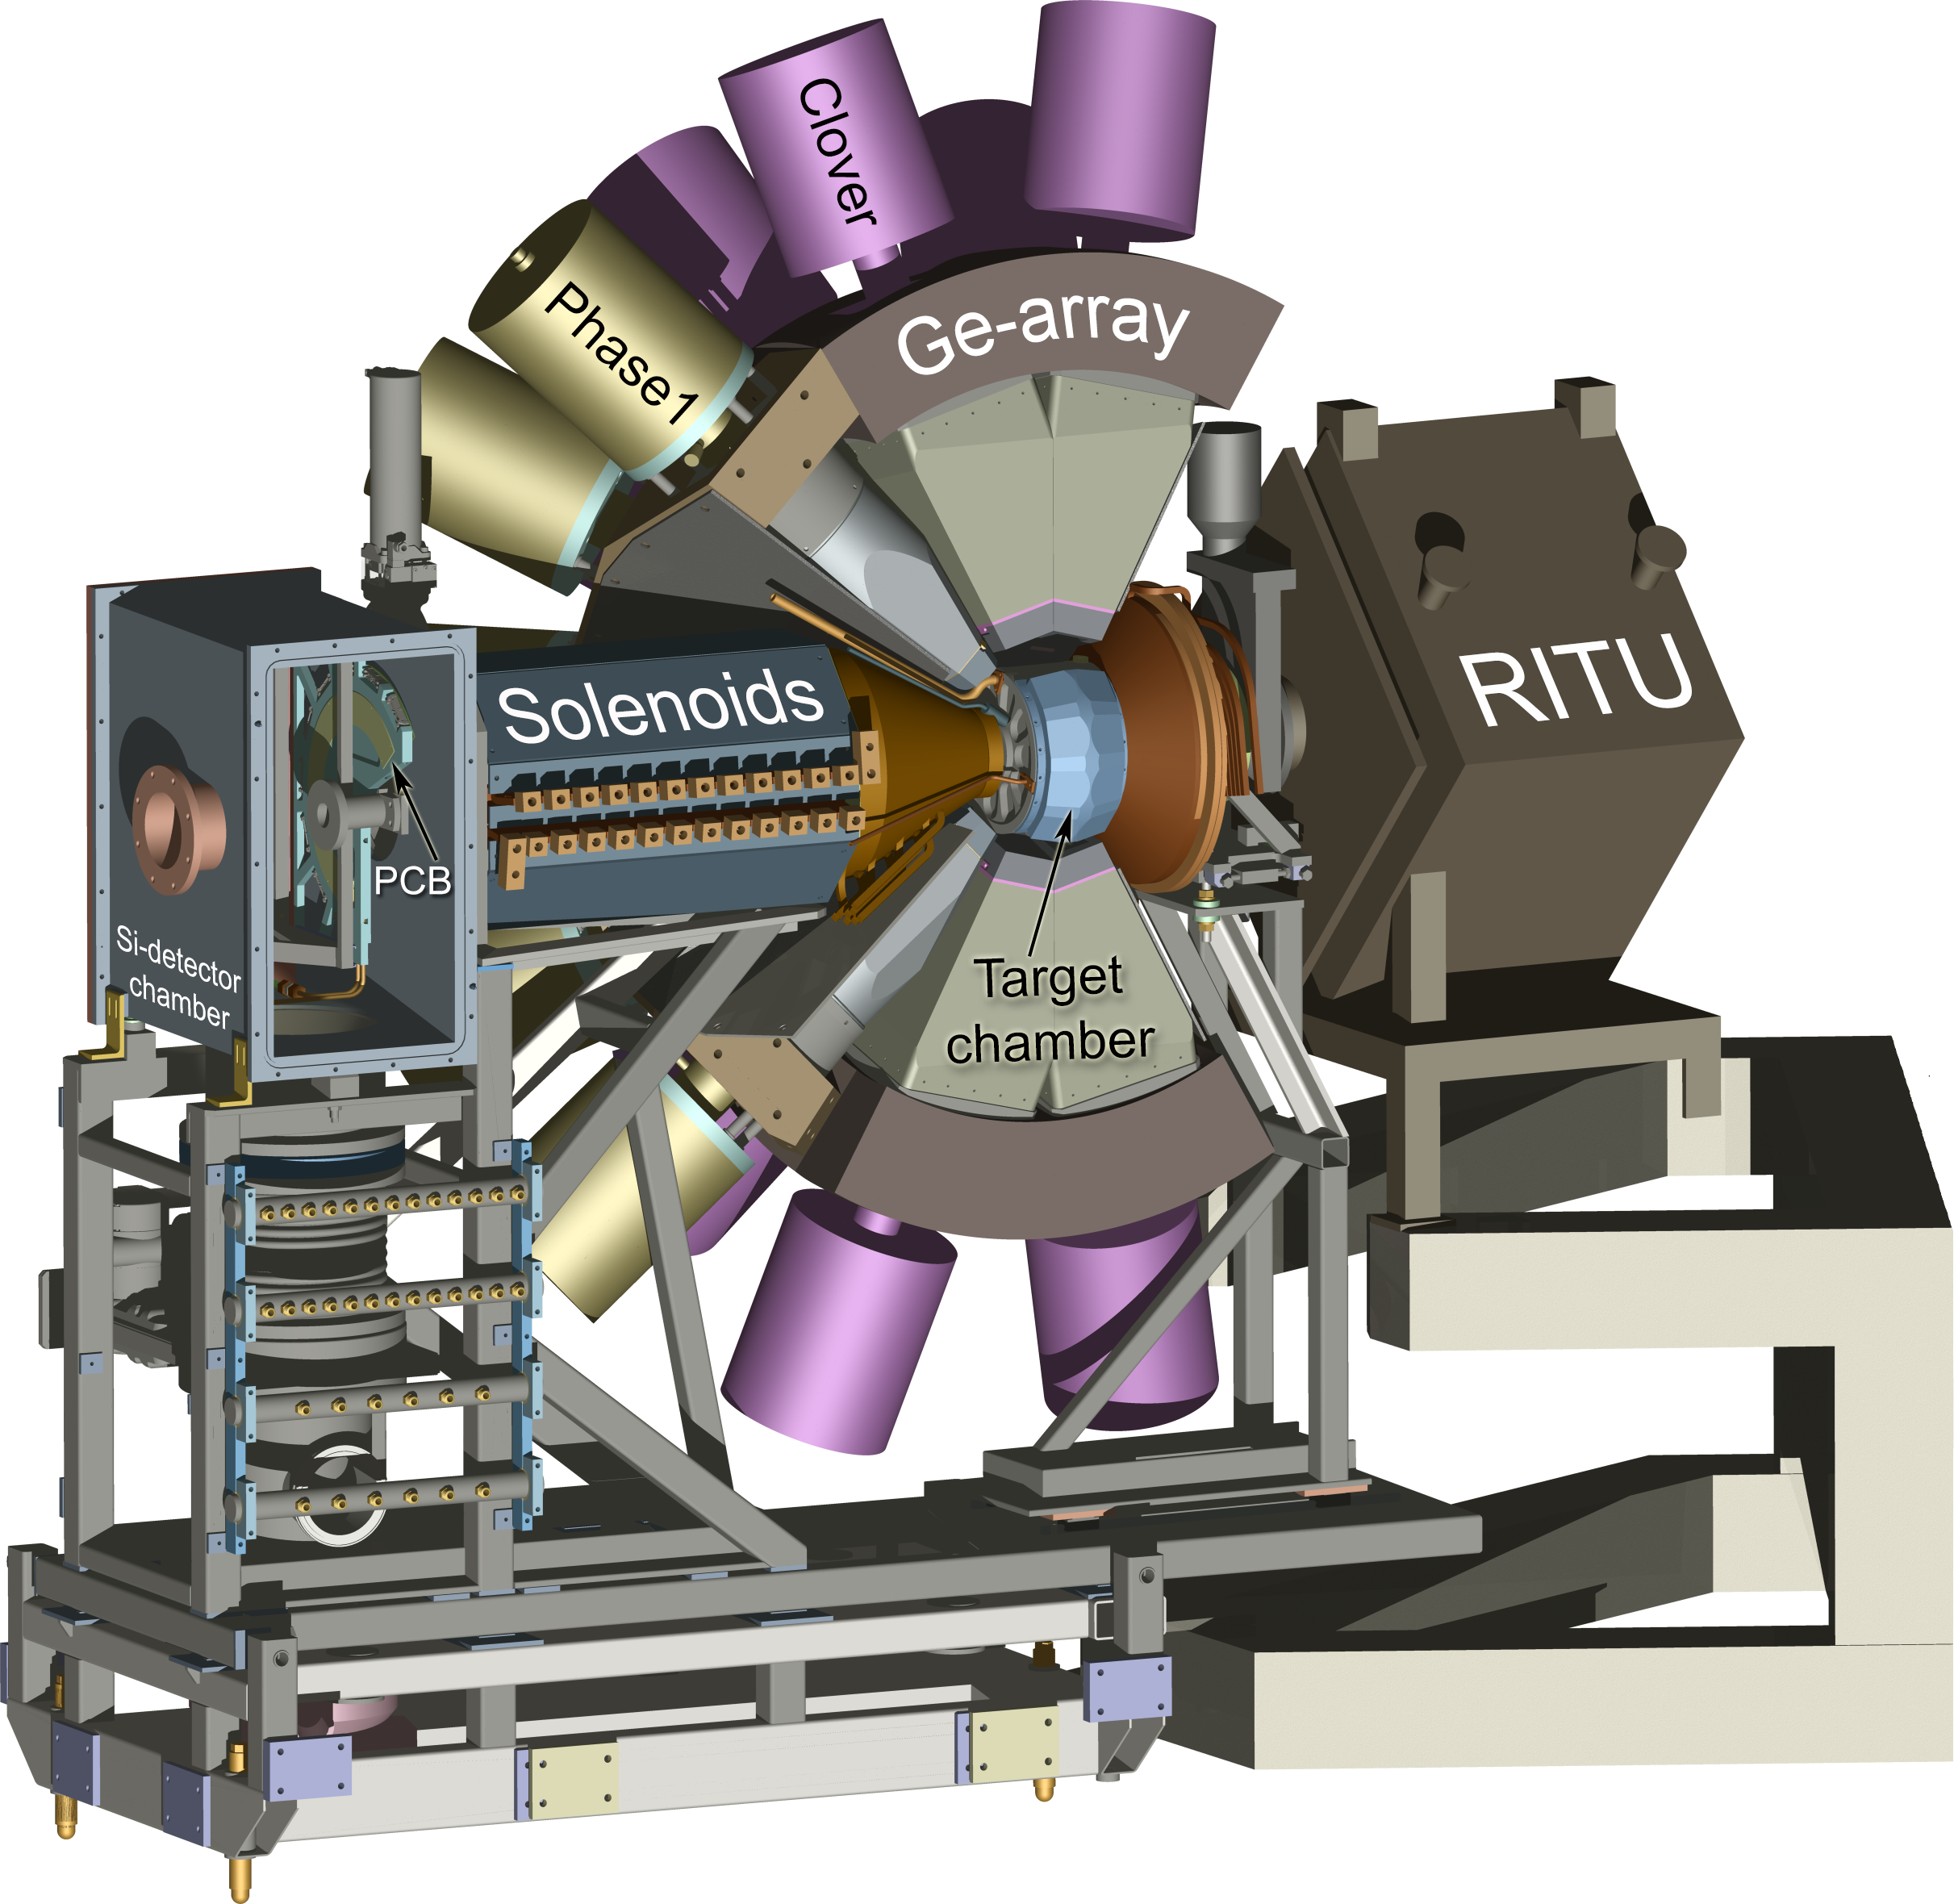 Clover
Phase1
Ge-array
RITU
Solenoids
PCB
Si-detector
chamber
Target
chamber